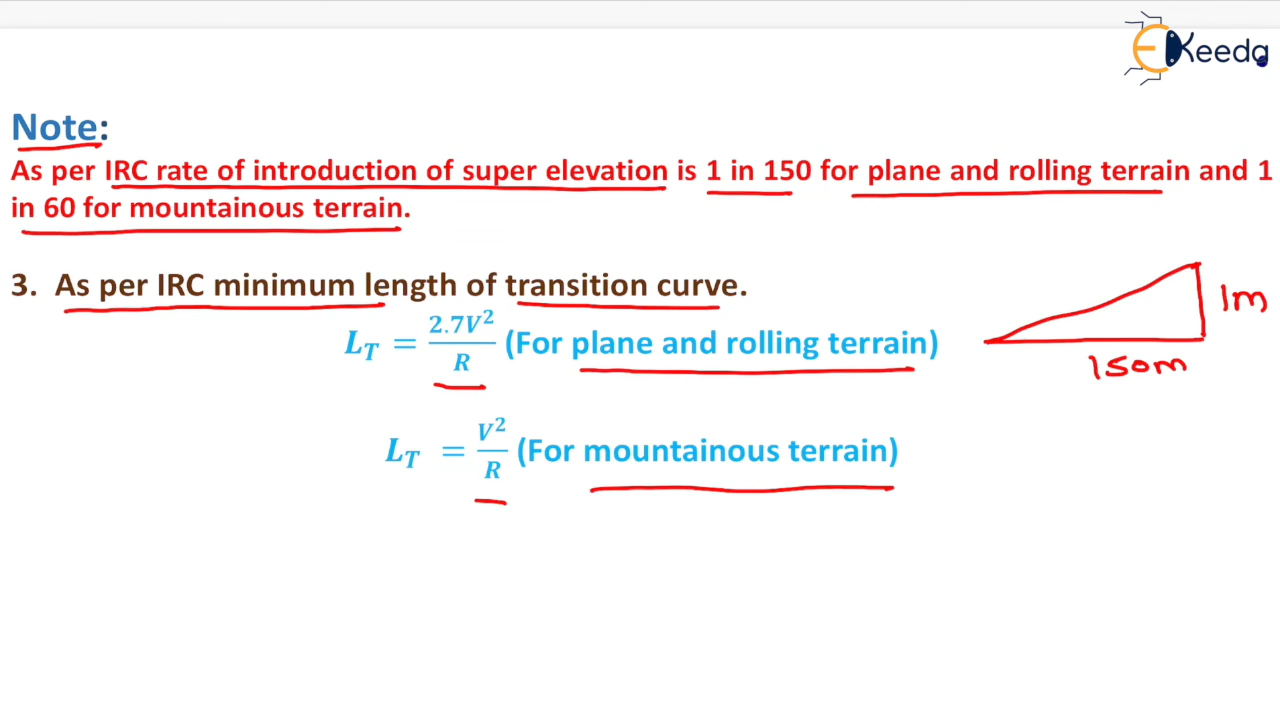 EKeeda
Note:
As per IRC rate of introduction of super elevation is 1 in 150 for plane and rolling terrain and 1
in 60 for mountainous terrain.
3. As per IRC minimum length of transition curve.
L_T = 2.7V²/R (For plane and rolling terrain)
1m
150m
L_T = V²/R (For mountainous terrain)